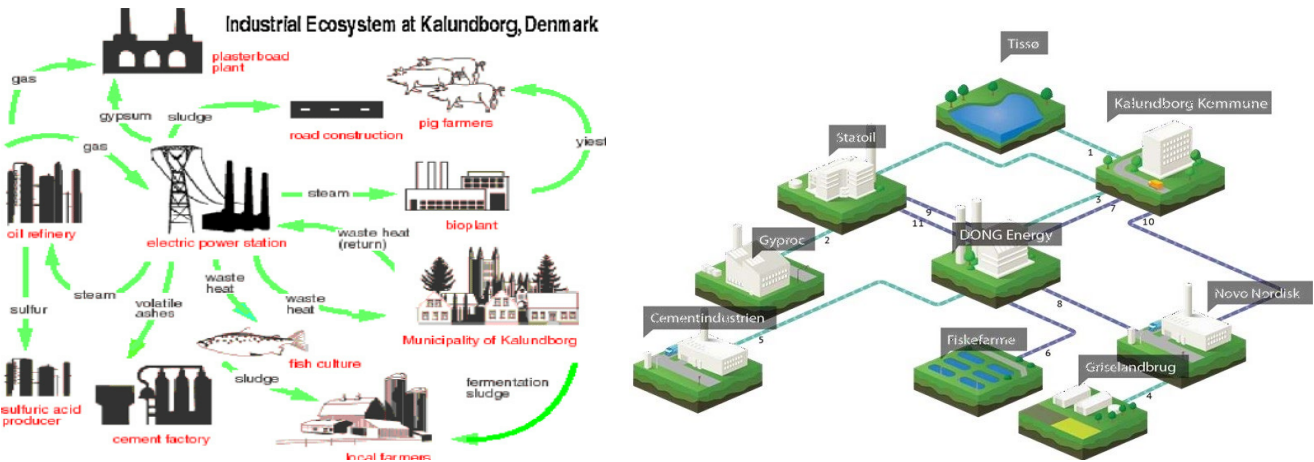 Industrial Ecosystem at Kalundborg, Denmark
plasterboad
plant
gas
gypsum
sludge
road construction
pig farmers
yiest
gas
oil refinery
electric power station
steam
bioplant
waste heat
(return)
sulfur
steam
volatile
ashes
waste
heat
waste
heat
Municipality of Kalundborg
fish culture
sludge
fermentation
sludge
sulfuric acid
producer
cement factory
local farmers
Tissø
1
Kalundborg Kommune
Statoil
9
11
3
7
10
2
Gyproc
DONG Energy
Cementindustrien
5
8
Novo Nordisk
Fiskefarme
6
Griselandbrug
4